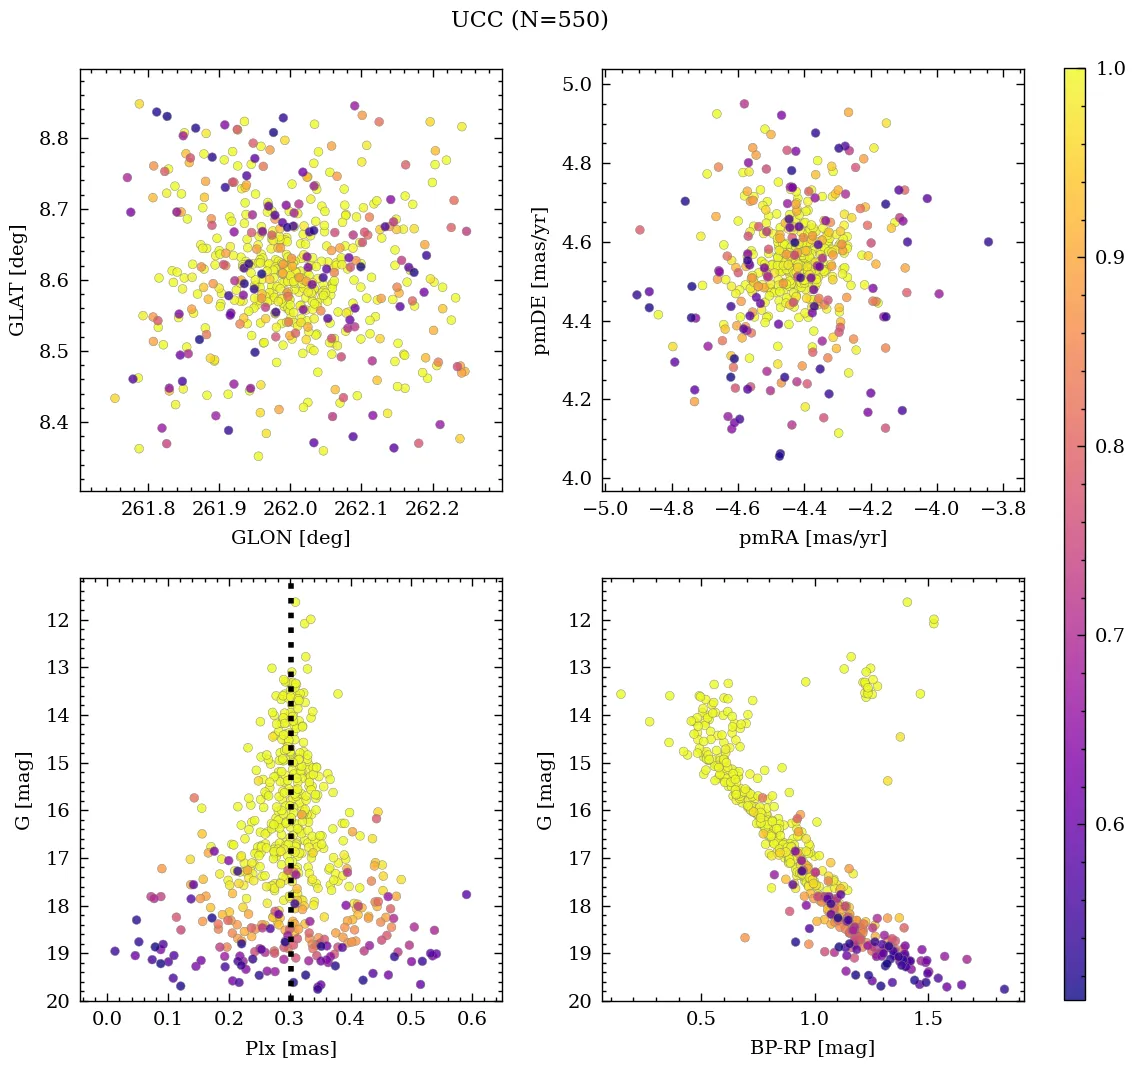 UCC (N=550)
8.8
8.7
8.6
8.5
8.4
GLAT [deg]
261.8 261.9 262.0 262.1 262.2
GLON [deg]
5.0
4.8
4.6
4.4
4.2
4.0
pmDE [mas/yr]
−5.0 −4.8 −4.6 −4.4 −4.2 −4.0 −3.8
pmRA [mas/yr]
1.0
0.9
0.8
0.7
0.6
12
13
14
15
16
17
18
19
20
G [mag]
0.0 0.1 0.2 0.3 0.4 0.5 0.6
Plx [mas]
12
13
14
15
16
17
18
19
20
G [mag]
0.5 1.0 1.5
BP-RP [mag]